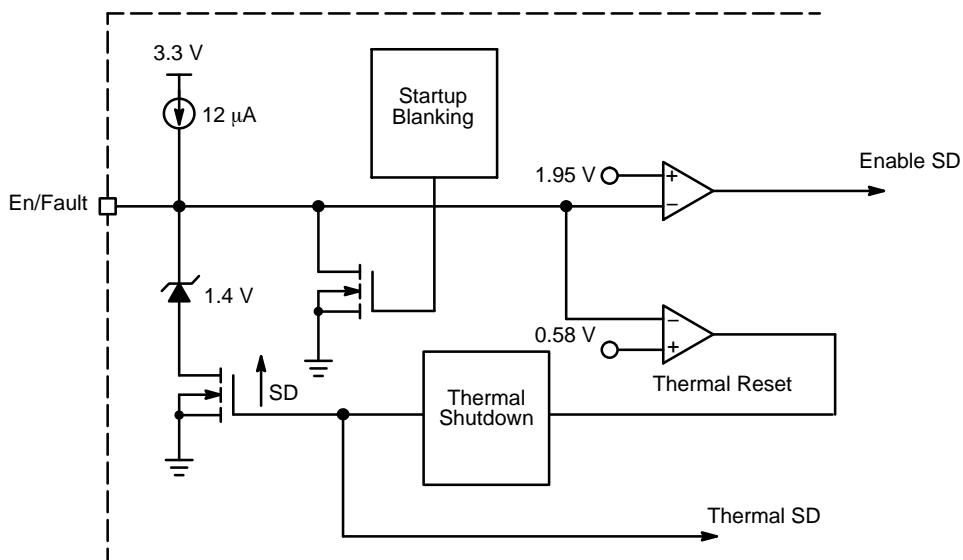 3.3 V
12 μA
Startup
Blanking
Enable SD
1.95 V
+
−
En/Fault
1.4 V
−
0.58 V
+
Thermal Reset
SD
Thermal
Shutdown
Thermal SD